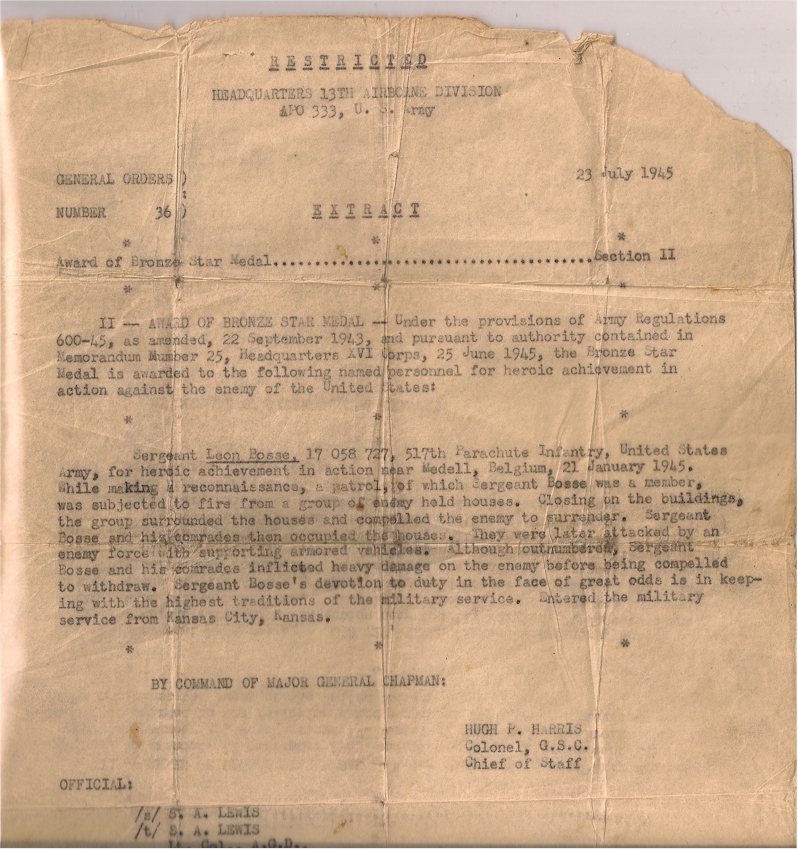 RESTRICTED
HEADQUARTERS 13TH AIRBORNE DIVISION
APO 333, U. S. Army
GENERAL ORDERS ) 23 July 1945
:
NUMBER 36 ) EXTRACT
* * *
Award of Bronze Star Medal........................................Section II
* * *
II -- AWARD OF BRONZE STAR MEDAL -- Under the provisions of Army Regulations
600-45, as amended, 22 September 1943, and pursuant to authority contained in
Memorandum Number 25, Headquarters XVI Corps, 25 June 1945, the Bronze Star
Medal is awarded to the following named personnel for heroic achievement in
action against the enemy of the United States:
* * *
Sergeant Leon Bosse, 17 058 727, 517th Parachute Infantry, United States
Army, for heroic achievement in action near Medell, Belgium, 21 January 1945.
While making a reconnaissance, a patrol, of which Sergeant Bosse was a member,
was subjected to fire from a group of enemy held houses. Closing on the buildings,
the group surrounded the houses and compelled the enemy to surrender. Sergeant
Bosse and his comrades then occupied the houses. They were later attacked by an
enemy force with supporting armored vehicles. Although outnumbered, Sergeant
Bosse and his comrades inflicted heavy damage on the enemy before being compelled
to withdraw. Sergeant Bosse's devotion to duty in the face of great odds is in keep-
ing with the highest traditions of the military service. Entered the military
service from Kansas City, Kansas.
* * *
BY COMMAND OF MAJOR GENERAL CHAPMAN:
HUGH P. HARRIS
Colonel, G.S.C.
Chief of Staff
OFFICIAL:
/s/ S. A. LEWIS
/t/ S. A. LEWIS
Lt. Col., A.G.D.,